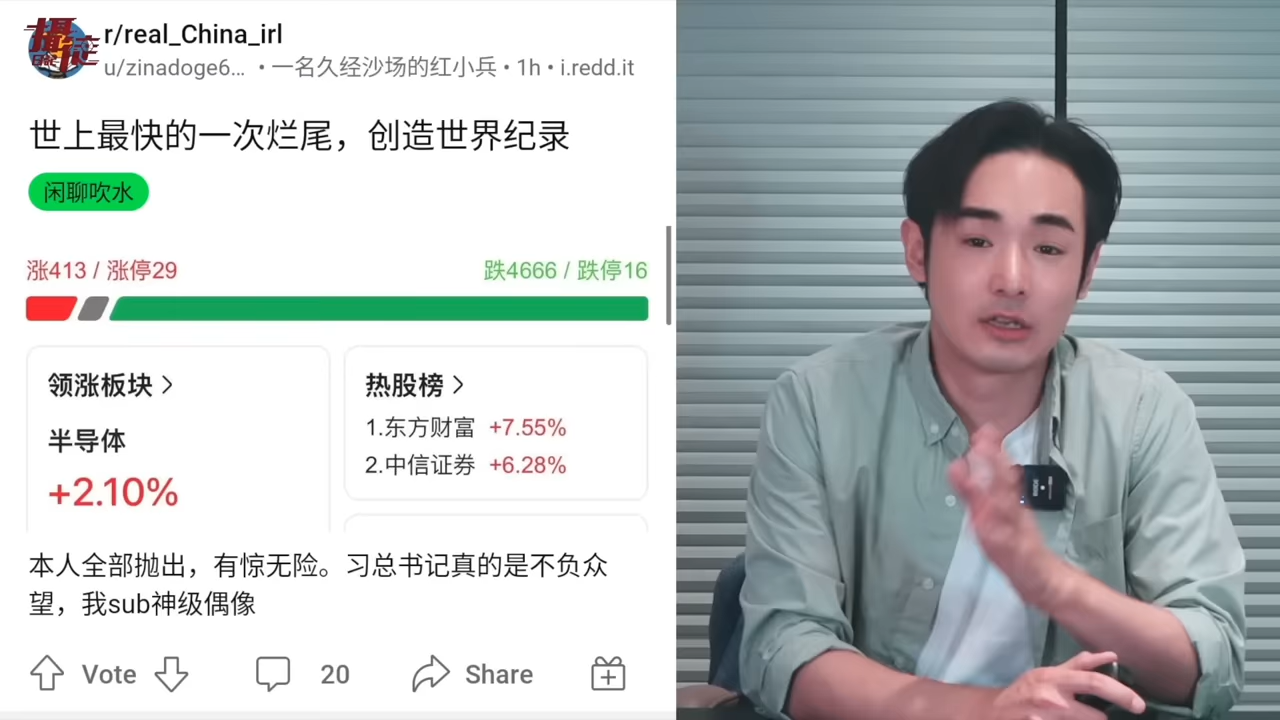 r/real_China_irl
u/zinadoge6... • 一名久经沙场的红小兵 • 1h • i.redd.it
世上最快的一次烂尾，创造世界纪录
闲聊吹水
涨413 / 涨停29
跌4666 / 跌停16
领涨板块
半导体
+2.10%
热股榜
1.东方财富 +7.55%
2.中信证券 +6.28%
本人全部抛出，有惊无险。习总书记真的是不负众
望，我sub神级偶像
Vote
20
Share